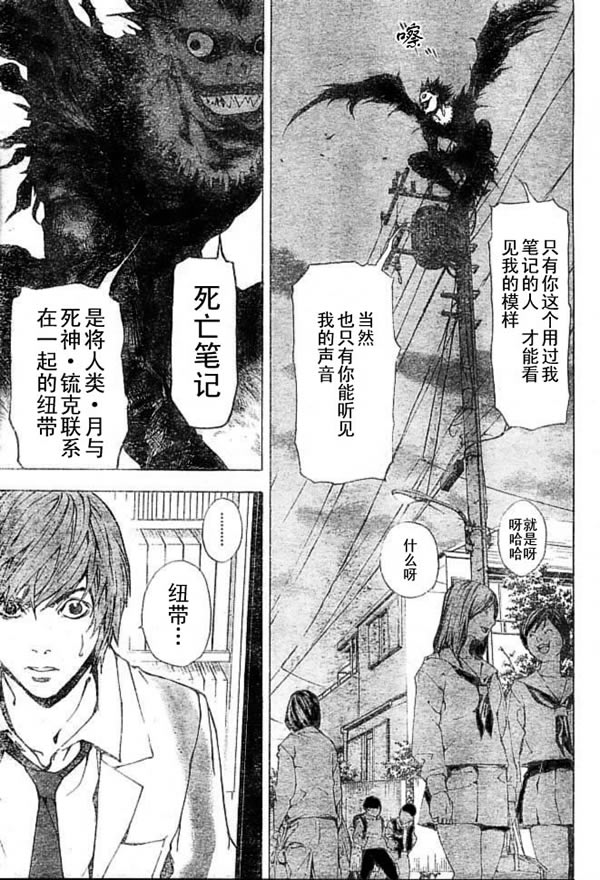 嚓
只有你这个用过我
笔记的人 才能看
见我的模样
当然
也只有你能听见
我的声音
就是呀
呀哈哈
什么呀
死亡笔记
是将人类·月与
死神·锍克联系
在一起的纽带
………
纽带…